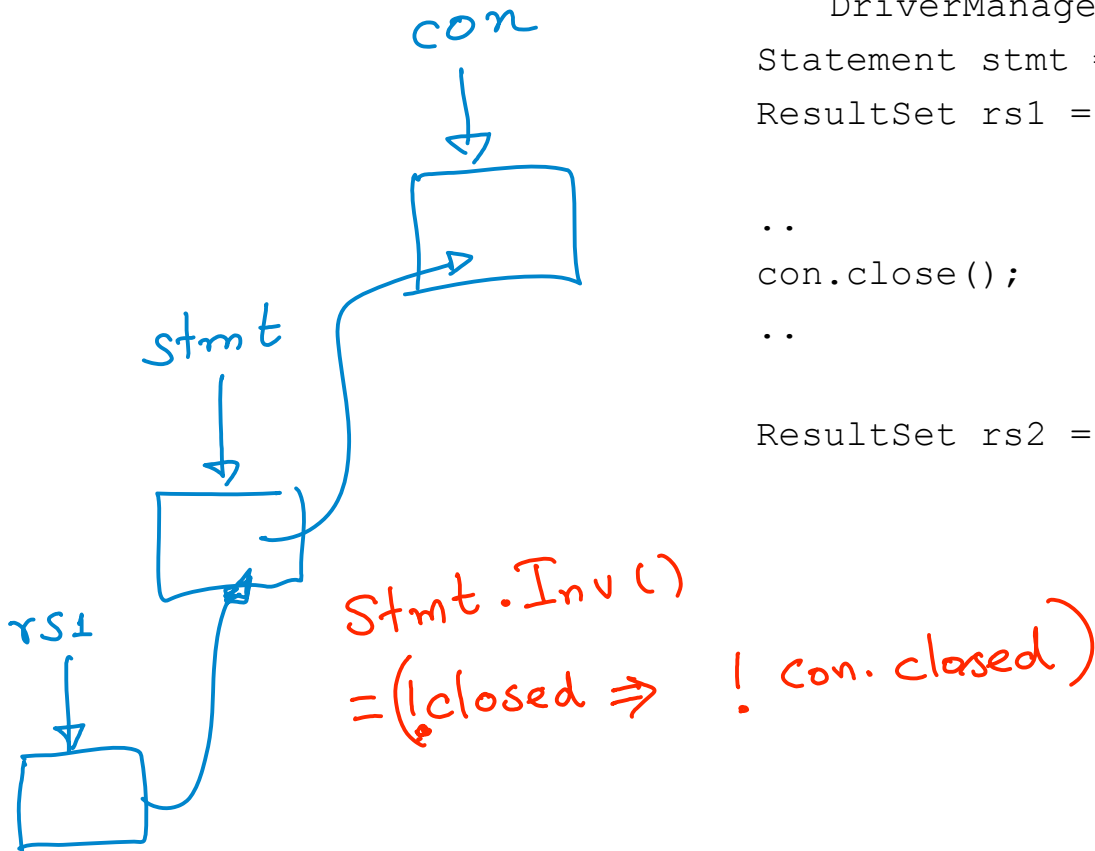 con
DriverManage
Statement stmt =
ResultSet rs1 =
..
con.close();
..
stmt
ResultSet rs2 =
rs1
Stmt.Inv()
=(!closed ⇒ ! con.closed)